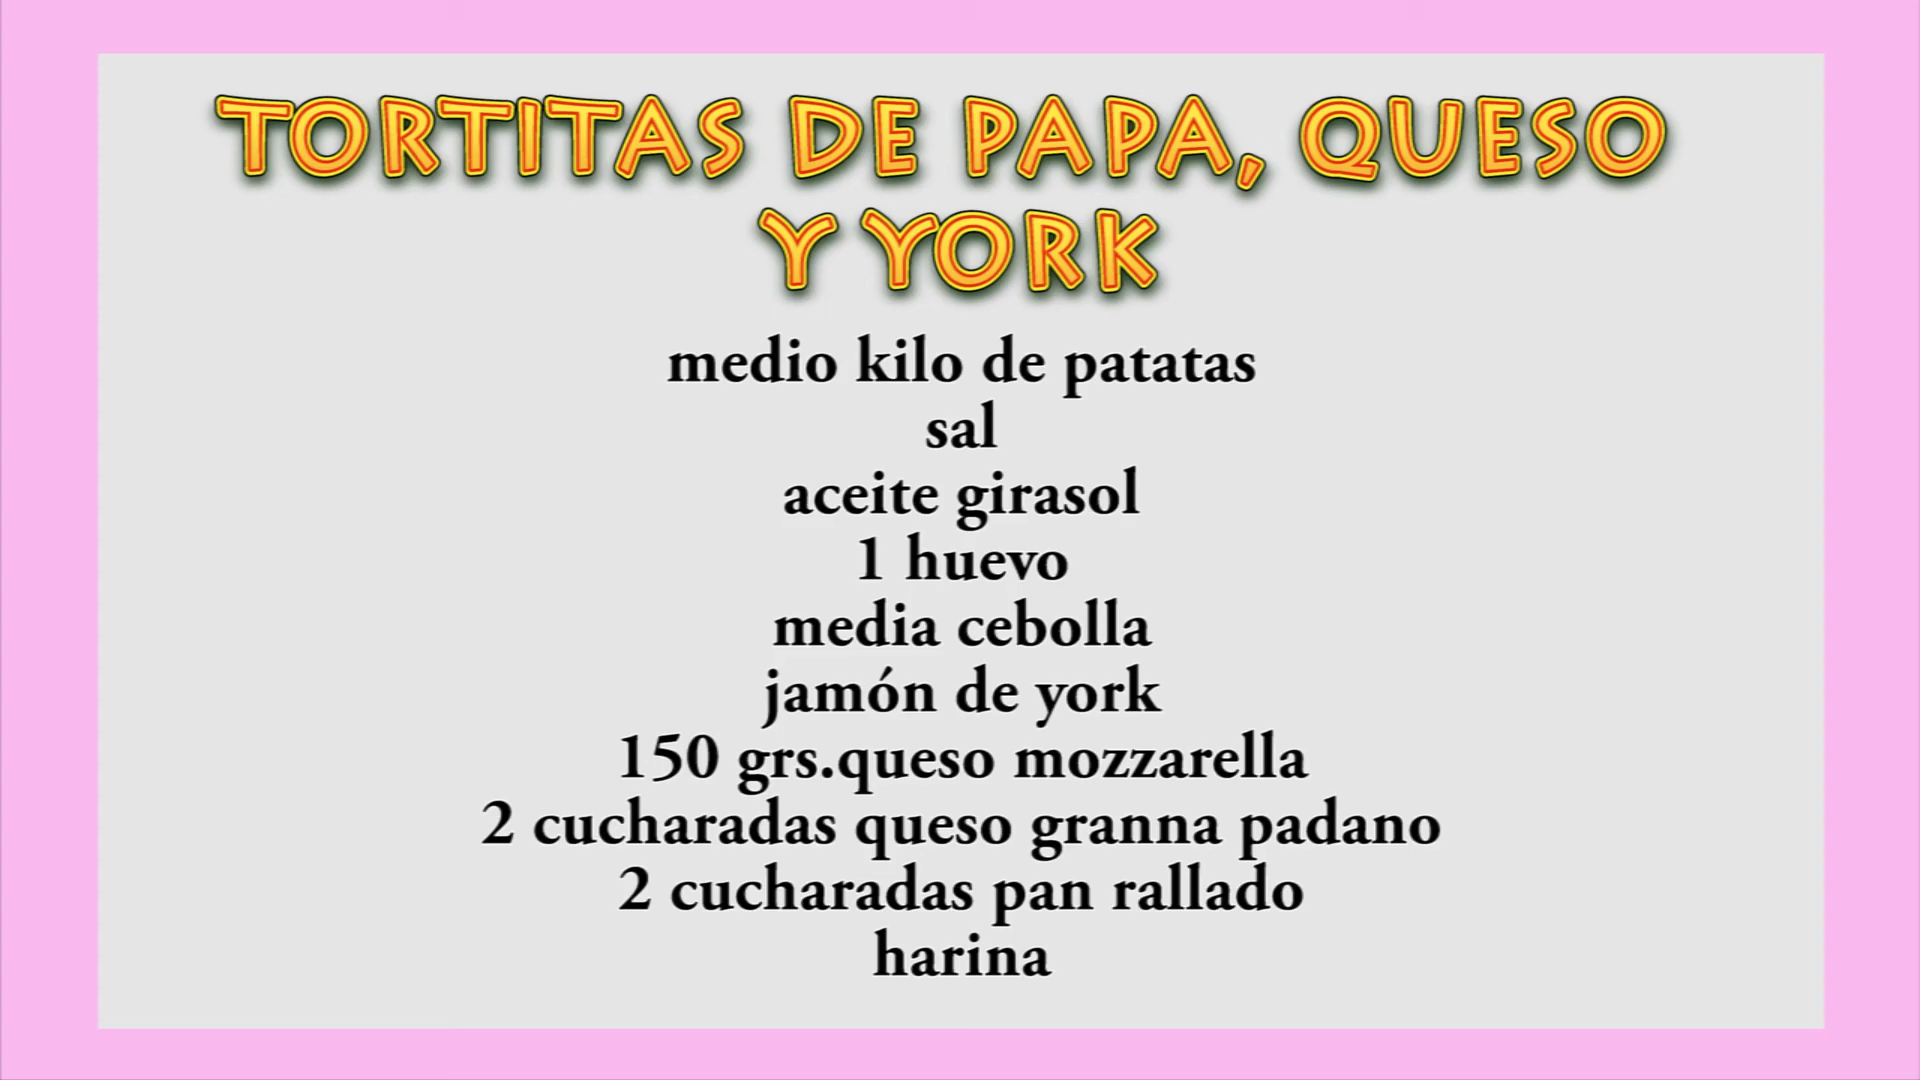 TORTITAS DE PAPA, QUESO
Y YORK
medio kilo de patatas
sal
aceite girasol
1 huevo
media cebolla
jamón de york
150 grs.queso mozzarella
2 cucharadas queso granna padano
2 cucharadas pan rallado
harina